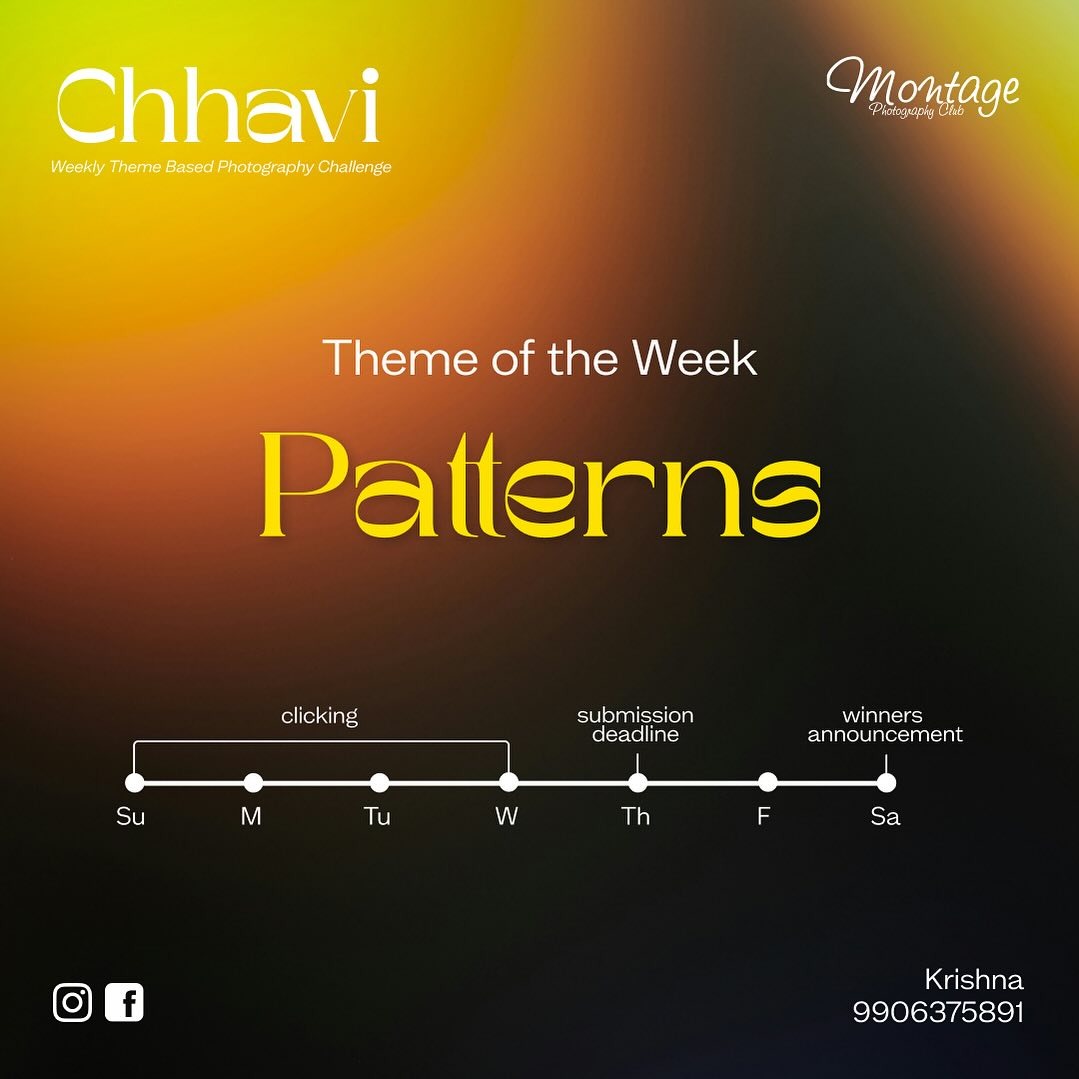 Chhavi
Weekly Theme Based Photography Challenge
Montage
Photography Club
Theme of the Week
Patterns
clicking
submission
deadline
winners
announcement
Su M Tu W Th F Sa
Krishna
9906375891